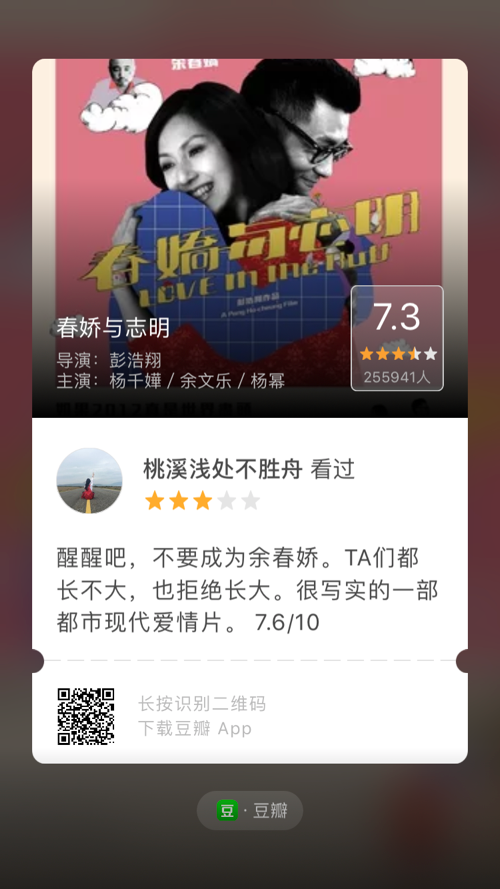 余春娇
春嬌与志明
LOVE IN THE BUFF
彭浩翔作品
A Pang Ho-cheung Film
春娇与志明
导演：彭浩翔
主演：杨千嬅 / 余文乐 / 杨幂
7.3
255941人
桃溪浅处不胜舟 看过
醒醒吧，不要成为余春娇。TA们都
长不大，也拒绝长大。很写实的一部
都市现代爱情片。 7.6/10
长按识别二维码
下载豆瓣 App
豆 · 豆瓣